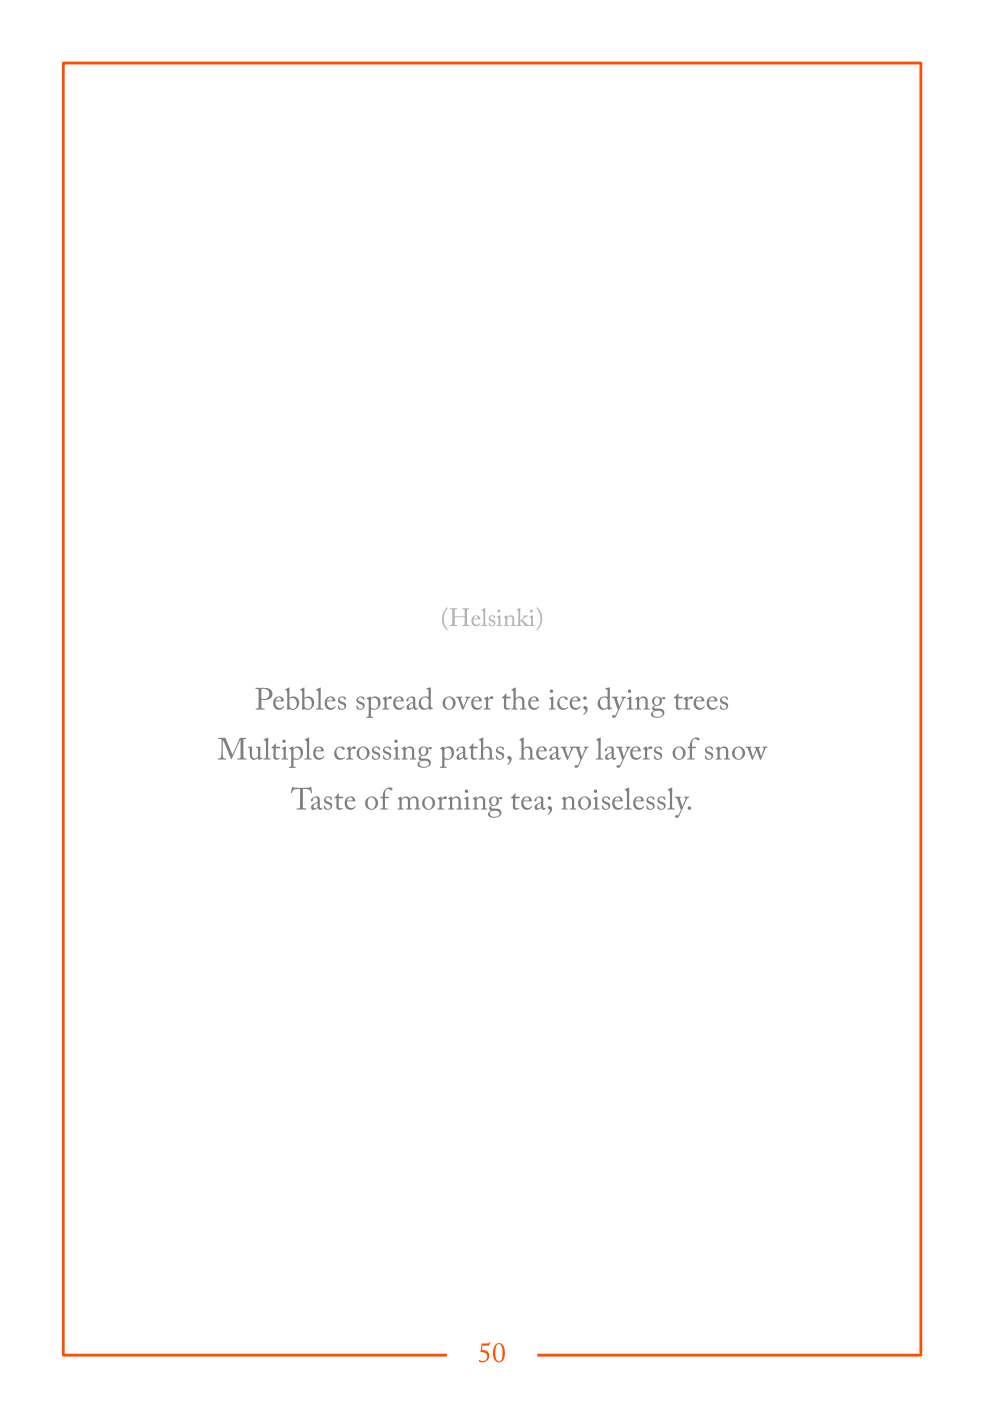 (Helsinki)
Pebbles spread over the ice; dying trees
Multiple crossing paths, heavy layers of snow
Taste of morning tea; noiselessly.
50